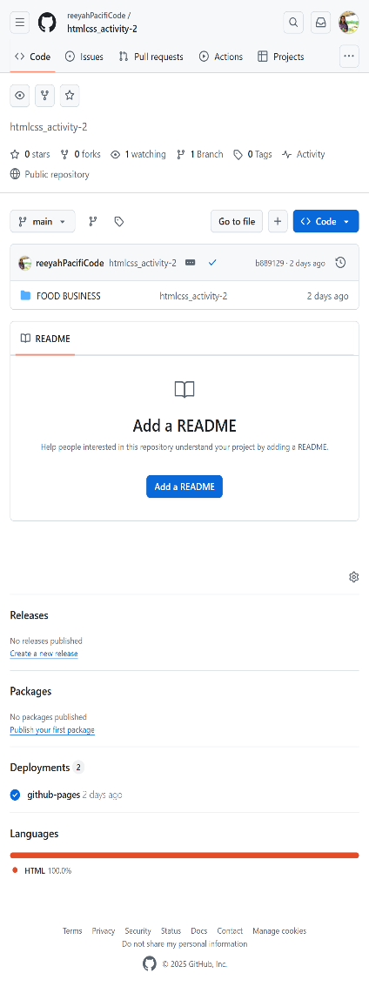 reeyahPacifiCode /
htmlcss_activity-2
Code Issues Pull requests Actions Projects
htmlcss_activity-2
0 stars 0 forks 1 watching 1 Branch 0 Tags Activity
Public repository
main Go to file Code
reeyahPacifiCode htmlcss_activity-2 b889129 · 2 days ago
FOOD BUSINESS htmlcss_activity-2 2 days ago
README
Add a README
Help people interested in this repository understand your project by adding a README.
Add a README
Releases
No releases published
Create a new release
Packages
No packages published
Publish your first package
Deployments 2
github-pages 2 days ago
Languages
HTML 100.0%
Terms Privacy Security Status Docs Contact Manage cookies
Do not share my personal information
© 2025 GitHub, Inc.